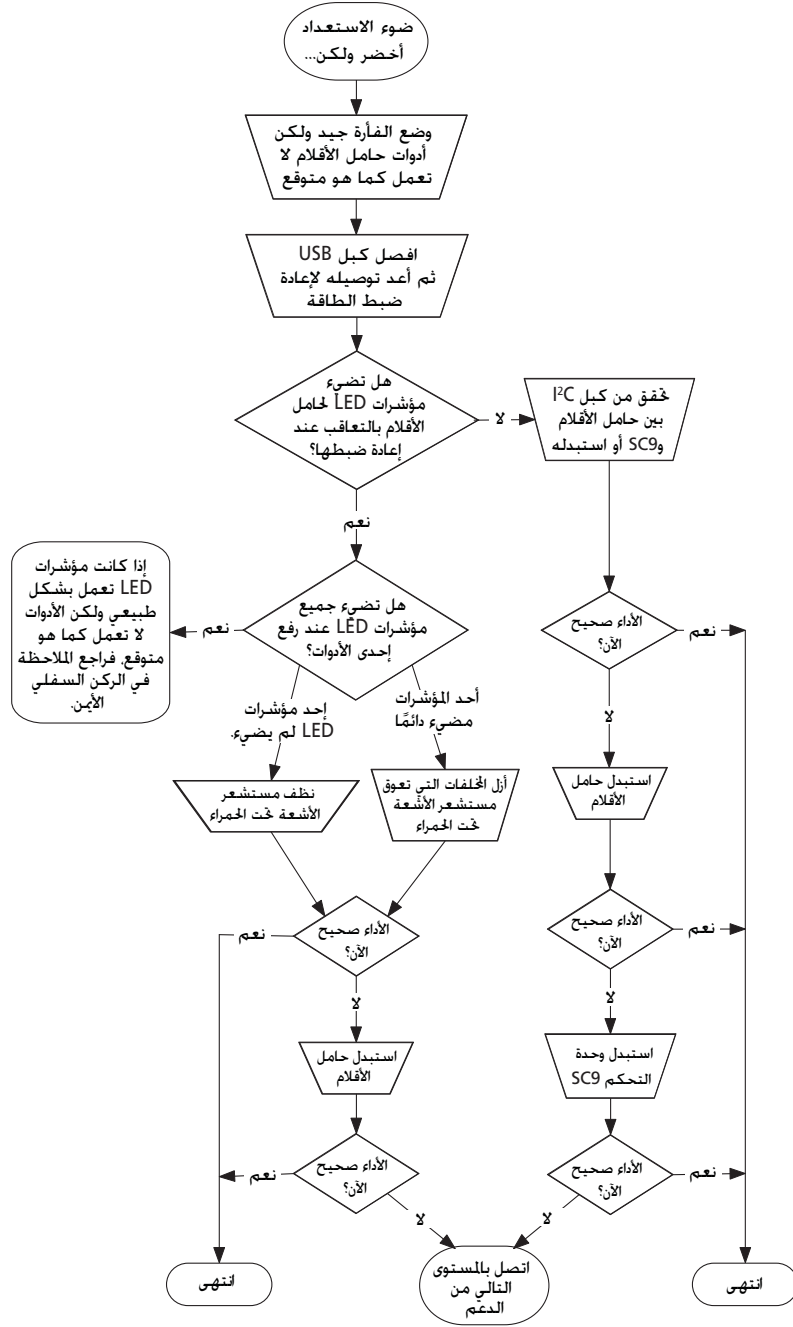 ضوء الاستعداد
أخضر ولكن...
وضع الفأرة جيد ولكن
أدوات حامل الأقلام لا
تعمل كما هو متوقع
افصل كبل USB
ثم أعد توصيله لإعادة
ضبط الطاقة
هل تضيء
مؤشرات LED لحامل
الأقلام بالتعاقب عند
إعادة ضبطها؟
لا
تحقق من كبل I²C
بين حامل الأقلام
وSC9 أو استبدله
نعم
هل تضيء جميع
مؤشرات LED عند رفع
إحدى الأدوات؟
نعم
إذا كانت مؤشرات
LED تعمل بشكل
طبيعي ولكن الأدوات
لا تعمل كما هو
متوقع، فراجع الملاحظة
في الركن السفلي
الأيمن.
الأداء صحيح
الآن؟
نعم
لا
أحد المؤشرات
مضيء دائمًا
إحد مؤشرات
LED لم يضيء.
أزل المخلفات التي تعوق
مستشعر الأشعة
تحت الحمراء
نظف مستشعر
الأشعة تحت الحمراء
استبدل حامل
الأقلام
الأداء صحيح
الآن؟
نعم
لا
الأداء صحيح
الآن؟
نعم
لا
استبدل وحدة
التحكم SC9
استبدل حامل
الأقلام
الأداء صحيح
الآن؟
نعم
لا
الأداء صحيح
الآن؟
نعم
لا
انتهى
اتصل بالمستوى
التالي من
الدعم
انتهى